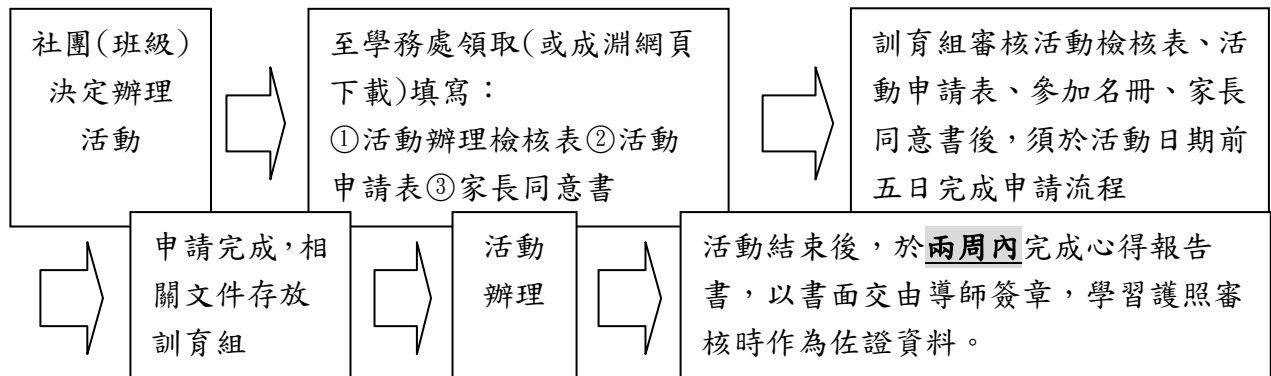 社團(班級)
決定辦理
活動
至學務處領取(或成淵網頁
下載)填寫：
①活動辦理檢核表②活動
申請表③家長同意書
訓育組審核活動檢核表、活
動申請表、參加名冊、家長
同意書後，須於活動日期前
五日完成申請流程
申請完成，相
關文件存放
訓育組
活動
辦理
活動結束後，於兩周內完成心得報告
書，以書面交由導師簽章，學習護照審
核時作為佐證資料。